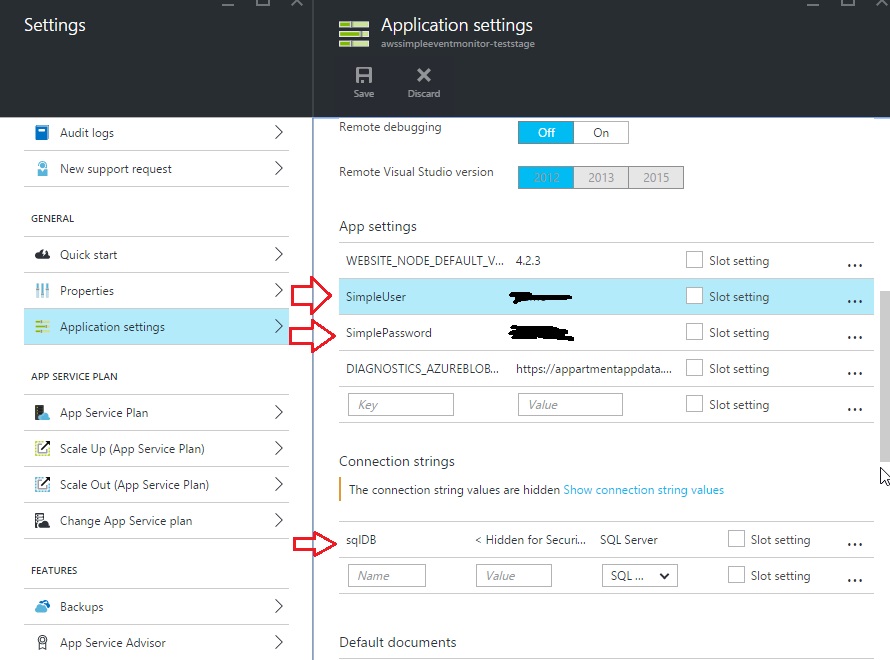 Settings
Audit logs
New support request
GENERAL
Quick start
Properties
Application settings
APP SERVICE PLAN
App Service Plan
Scale Up (App Service Plan)
Scale Out (App Service Plan)
Change App Service plan
FEATURES
Backups
App Service Advisor
Application settings
awssimpleeventmonitor-teststage
Save Discard
Remote debugging Off On
Remote Visual Studio version 2012 2013 2015
App settings
WEBSITE_NODE_DEFAULT_V... 4.2.3 Slot setting ...
SimpleUser Slot setting ...
SimplePassword Slot setting ...
DIAGNOSTICS_AZUREBLOB... https://appartmentappdata.... Slot setting ...
Key Value Slot setting ...
Connection strings
The connection string values are hidden Show connection string values
sqlDB < Hidden for Securi... SQL Server Slot setting ...
Name Value SQL ... Slot setting ...
Default documents